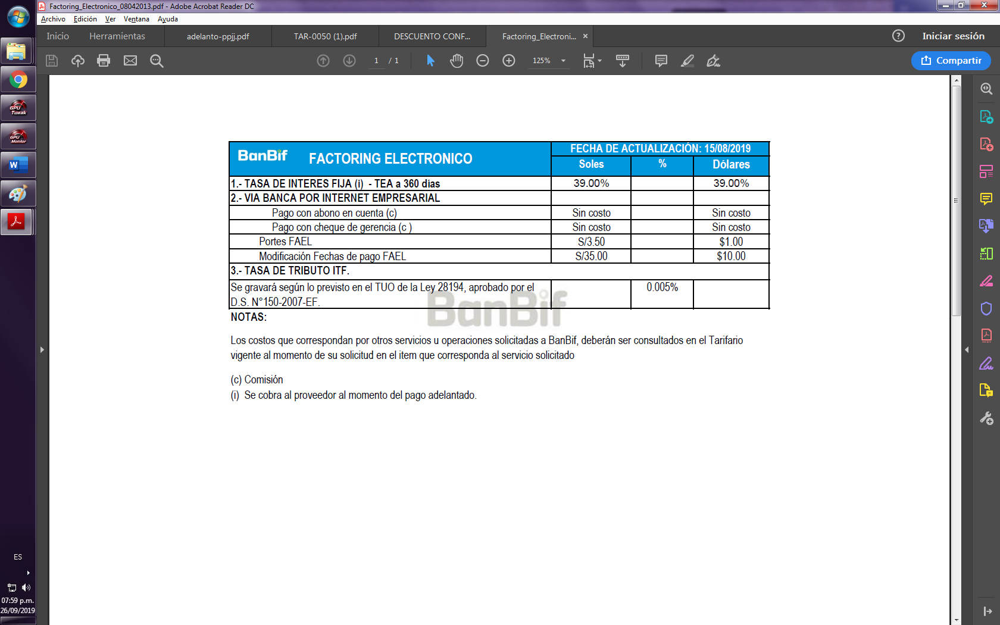 Factoring_Electronico_08042013.pdf - Adobe Acrobat Reader DC
Archivo Edición Ver Ventana Ayuda
Inicio Herramientas adelanto-ppjj.pdf TAR-0050 (1).pdf DESCUENTO CONF... Factoring_Electroni... × ? Iniciar sesión
1 / 1 125% Compartir
GPU Tweak
GPU Monitor
W
BanBif FACTORING ELECTRONICO FECHA DE ACTUALIZACIÓN: 15/08/2019
Soles % Dólares
1.- TASA DE INTERES FIJA (i) - TEA a 360 días 39.00% 39.00%
2.- VIA BANCA POR INTERNET EMPRESARIAL
Pago con abono en cuenta (c) Sin costo Sin costo
Pago con cheque de gerencia (c ) Sin costo Sin costo
Portes FAEL S/3.50 $1.00
Modificación Fechas de pago FAEL S/35.00 $10.00
3.- TASA DE TRIBUTO ITF.
Se gravará según lo previsto en el TUO de la Ley 28194, aprobado por el 0.005%
D.S. N°150-2007-EF.
BanBif
NOTAS:
Los costos que correspondan por otros servicios u operaciones solicitadas a BanBif, deberán ser consultados en el Tarifario
vigente al momento de su solicitud en el item que corresponda al servicio solicitado
(c) Comisión
(i) Se cobra al proveedor al momento del pago adelantado.
ES
07:59 p.m.
26/09/2019